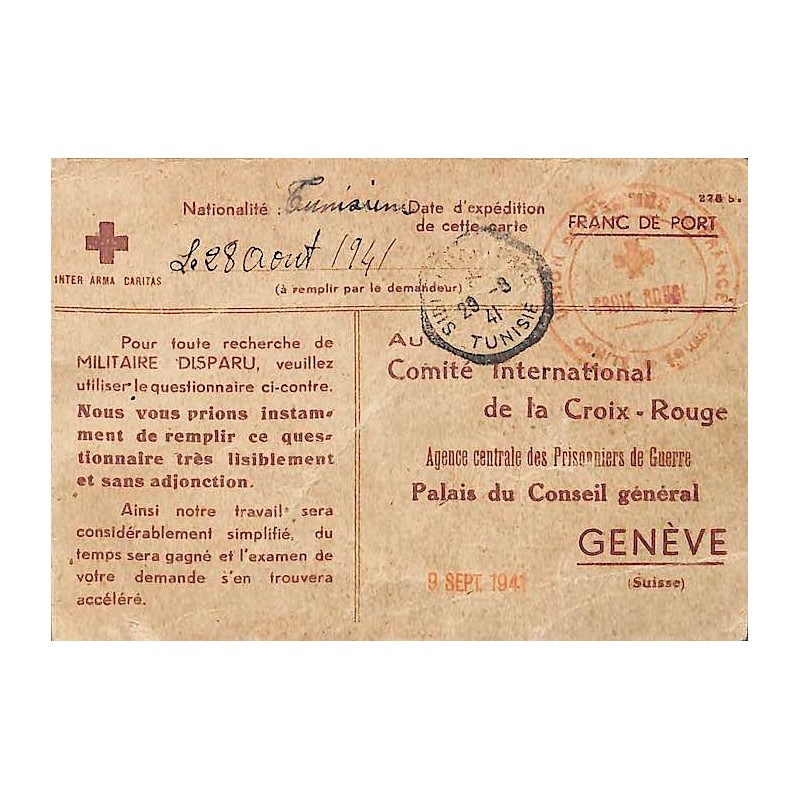 228 b.
Nationalité : Tunisienne Date d'expédition
de cette carte
FRANC DE PORT
Le 28 Aout 1941
(à remplir par le demandeur)
INTER ARMA CARITAS
29 -8
41
TUNISIE
CROIX ROUGE
Pour toute recherche de
MILITAIRE DISPARU, veuillez
utiliser le questionnaire ci-contre.
Nous vous prions instam-
ment de remplir ce ques-
tionnaire très lisiblement
et sans adjonction.
Ainsi notre travail sera
considérablement simplifié, du
temps sera gagné et l'examen de
votre demande s'en trouvera
accéléré.
Au
Comité International
de la Croix-Rouge
Agence centrale des Prisonniers de Guerre
Palais du Conseil général
GENÈVE
(Suisse)
9 SEPT. 1941